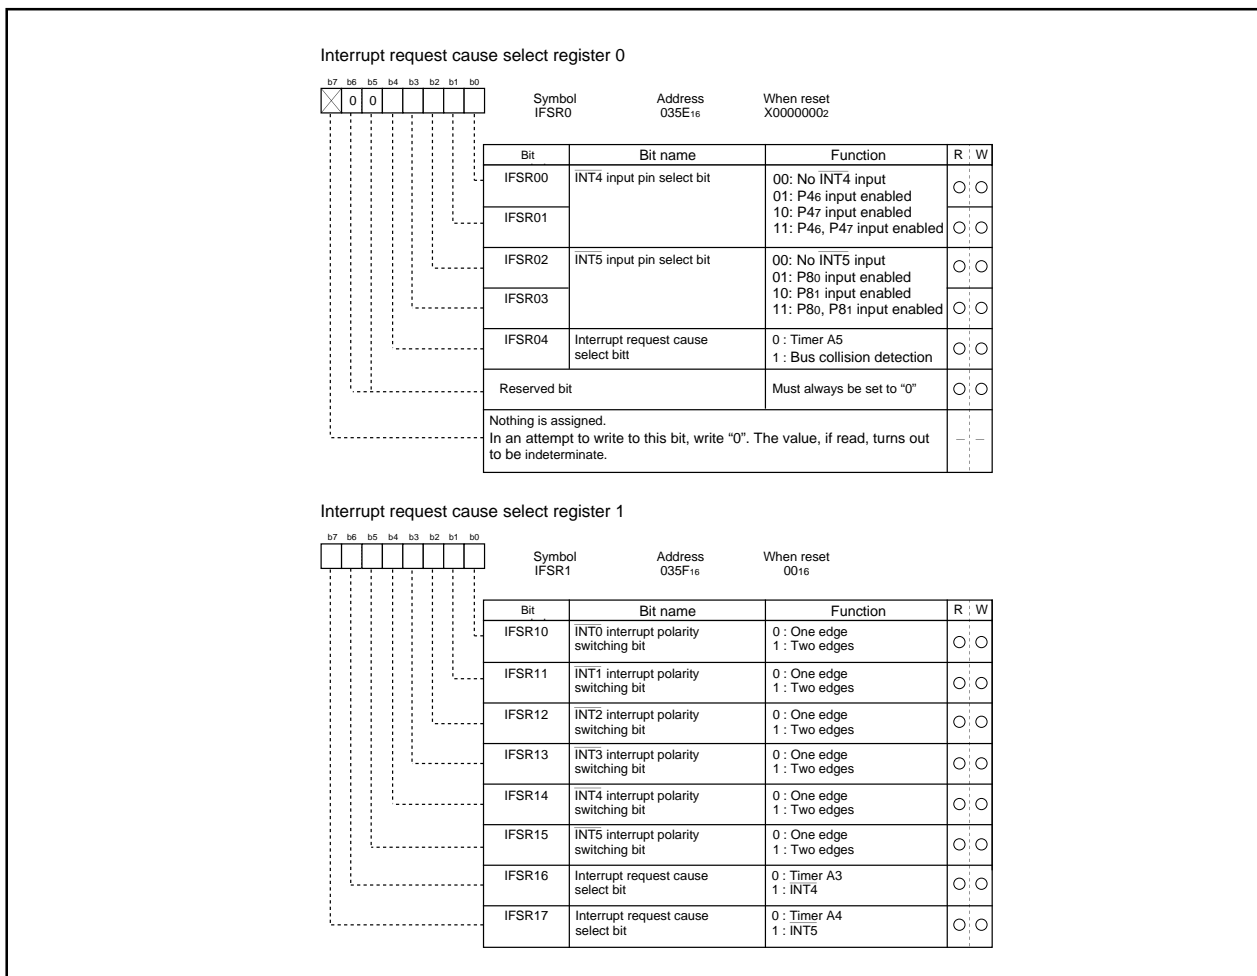 Interrupt request cause select register 0
b7 b6 b5 b4 b3 b2 b1 b0
0 0
Symbol Address When reset
IFSR0 035E16 X00000002
Bit Bit name Function R W
IFSR00 INT4 input pin select bit 00: No INT4 input
01: P46 input enabled
IFSR01 10: P47 input enabled
11: P46, P47 input enabled
IFSR02 INT5 input pin select bit 00: No INT5 input
01: P80 input enabled
IFSR03 10: P81 input enabled
11: P80, P81 input enabled
IFSR04 Interrupt request cause 0 : Timer A5
select bitt 1 : Bus collision detection
Reserved bit Must always be set to “0”
Nothing is assigned.
In an attempt to write to this bit, write “0”. The value, if read, turns out – –
to be indeterminate.
Interrupt request cause select register 1
b7 b6 b5 b4 b3 b2 b1 b0
Symbol Address When reset
IFSR1 035F16 0016
Bit Bit name Function R W
IFSR10 INT0 interrupt polarity 0 : One edge
switching bit 1 : Two edges
IFSR11 INT1 interrupt polarity 0 : One edge
switching bit 1 : Two edges
IFSR12 INT2 interrupt polarity 0 : One edge
switching bit 1 : Two edges
IFSR13 INT3 interrupt polarity 0 : One edge
switching bit 1 : Two edges
IFSR14 INT4 interrupt polarity 0 : One edge
switching bit 1 : Two edges
IFSR15 INT5 interrupt polarity 0 : One edge
switching bit 1 : Two edges
IFSR16 Interrupt request cause 0 : Timer A3
select bit 1 : INT4
IFSR17 Interrupt request cause 0 : Timer A4
select bit 1 : INT5